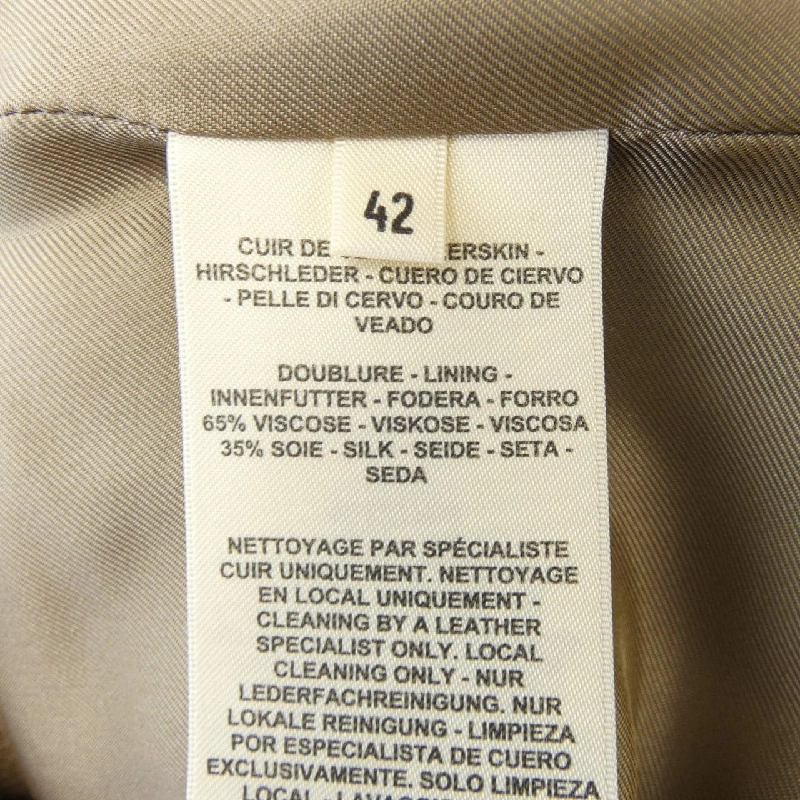 42
CUIR DE ERSKIN -
HIRSCHLEDER - CUERO DE CIERVO
- PELLE DI CERVO - COURO DE
VEADO
DOUBLURE - LINING -
INNENFUTTER - FODERA - FORRO
65% VISCOSE - VISKOSE - VISCOSA
35% SOIE - SILK - SEIDE - SETA -
SEDA
NETTOYAGE PAR SPÉCIALISTE
CUIR UNIQUEMENT. NETTOYAGE
EN LOCAL UNIQUEMENT -
CLEANING BY A LEATHER
SPECIALIST ONLY. LOCAL
CLEANING ONLY - NUR
LEDERFACHREINIGUNG. NUR
LOKALE REINIGUNG - LIMPIEZA
POR ESPECIALISTA DE CUERO
EXCLUSIVAMENTE. SOLO LIMPIEZA
LOCAL -